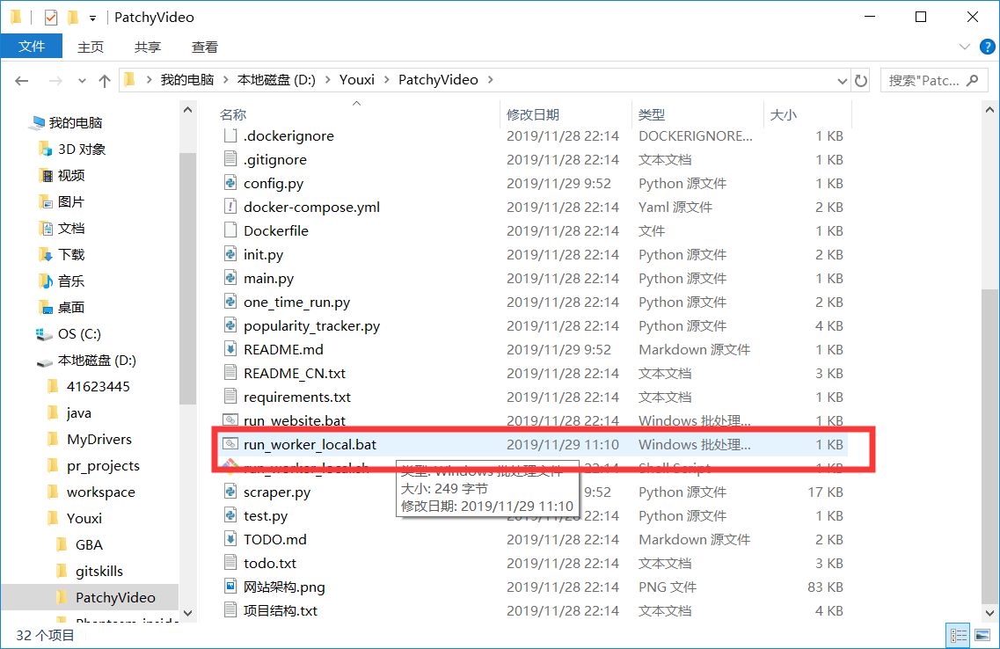 PatchyVideo
文件 主页 共享 查看
我的电脑 本地磁盘 (D:) Youxi PatchyVideo 搜索"Patc...
我的电脑
3D 对象
视频
图片
文档
下载
音乐
桌面
OS (C:)
本地磁盘 (D:)
41623445
java
MyDrivers
pr_projects
workspace
Youxi
GBA
gitskills
PatchyVideo
名称 修改日期 类型 大小
.dockerignore 2019/11/28 22:14 DOCKERIGNORE... 1 KB
.gitignore 2019/11/28 22:14 文本文档 1 KB
config.py 2019/11/29 9:52 Python 源文件 1 KB
docker-compose.yml 2019/11/28 22:14 Yaml 源文件 2 KB
Dockerfile 2019/11/28 22:14 文件 1 KB
init.py 2019/11/28 22:14 Python 源文件 2 KB
main.py 2019/11/28 22:14 Python 源文件 1 KB
one_time_run.py 2019/11/28 22:14 Python 源文件 2 KB
popularity_tracker.py 2019/11/28 22:14 Python 源文件 4 KB
README.md 2019/11/29 9:52 Markdown 源文件 1 KB
README_CN.txt 2019/11/28 22:14 文本文档 3 KB
requirements.txt 2019/11/28 22:14 文本文档 1 KB
run_website.bat 2019/11/28 22:14 Windows 批处理... 1 KB
run_worker_local.bat 2019/11/29 11:10 Windows 批处理... 1 KB
run_worker_local.sh 22:14 Shell Script 1 KB
类型: Windows 批处理文件
大小: 249 字节
修改日期: 2019/11/29 11:10
scraper.py 9:52 Python 源文件 17 KB
test.py 2019/11/28 22:14 Python 源文件 1 KB
TODO.md 2019/11/28 22:14 Markdown 源文件 2 KB
todo.txt 2019/11/28 22:14 文本文档 3 KB
网站架构.png 2019/11/28 22:14 PNG 文件 83 KB
项目结构.txt 2019/11/28 22:14 文本文档 4 KB
32 个项目